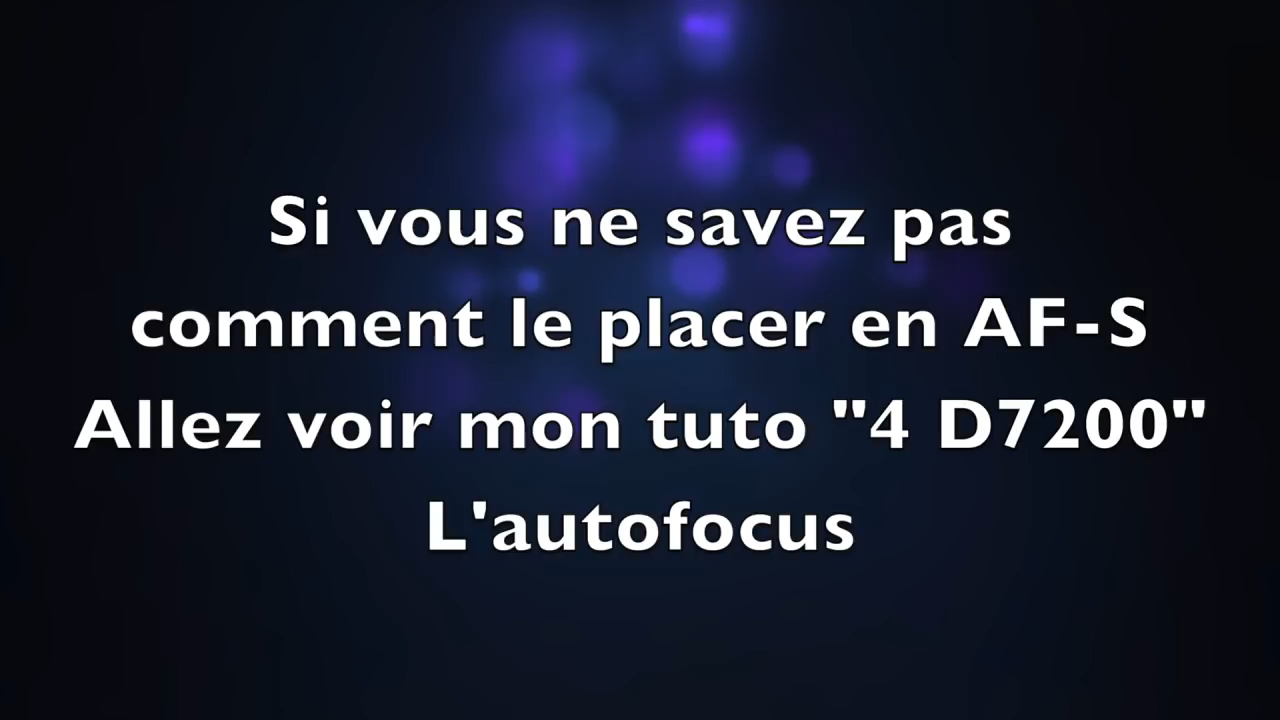 Si vous ne savez pas
comment le placer en AF-S
Allez voir mon tuto "4 D7200"
L'autofocus